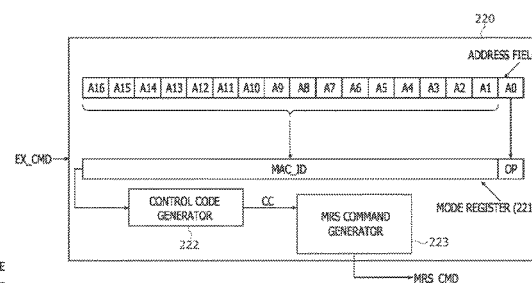 220
ADDRESS FIEL
A16 A15 A14 A13 A12 A11 A10 A9 A8 A7 A6 A5 A4 A3 A2 A1 A0
EX_CMD
MAC_ID
OP
MODE REGISTER (221
CONTROL CODE
GENERATOR
CC
222
MRS COMMAND
GENERATOR
223
MRS_CMD